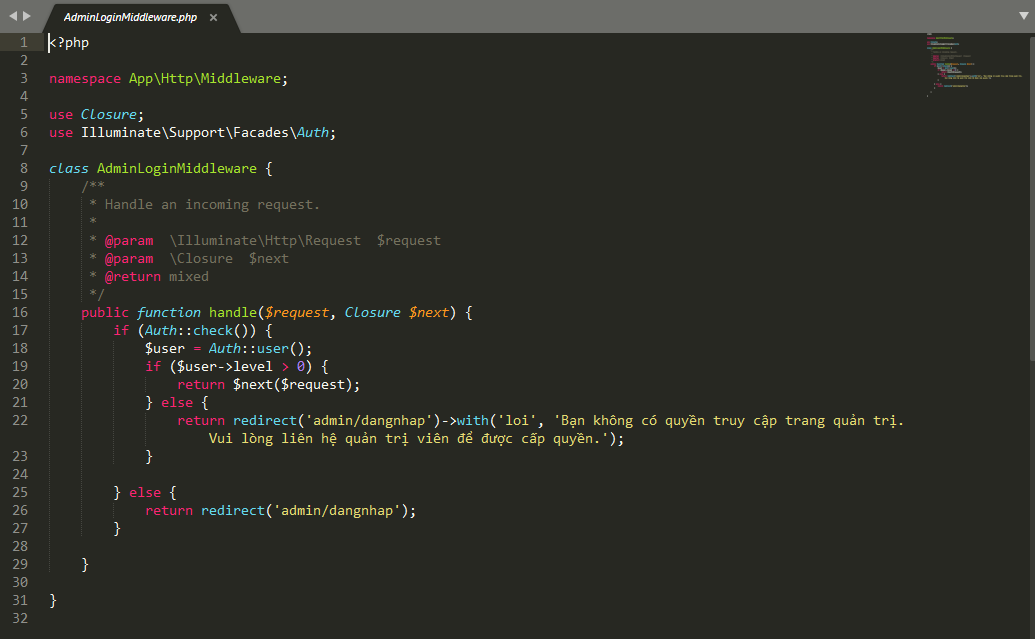 AdminLoginMiddleware.php ×
1 <?php
2
3 namespace App\Http\Middleware;
4
5 use Closure;
6 use Illuminate\Support\Facades\Auth;
7
8 class AdminLoginMiddleware {
9     /**
10      * Handle an incoming request.
11      *
12      * @param  \Illuminate\Http\Request  $request
13      * @param  \Closure  $next
14      * @return mixed
15      */
16     public function handle($request, Closure $next) {
17         if (Auth::check()) {
18             $user = Auth::user();
19             if ($user->level > 0) {
20                 return $next($request);
21             } else {
22                 return redirect('admin/dangnhap')->with('loi', 'Bạn không có quyền truy cập trang quản trị.
                    Vui lòng liên hệ quản trị viên để được cấp quyền.');
23             }
24
25         } else {
26             return redirect('admin/dangnhap');
27         }
28
29     }
30
31 }
32